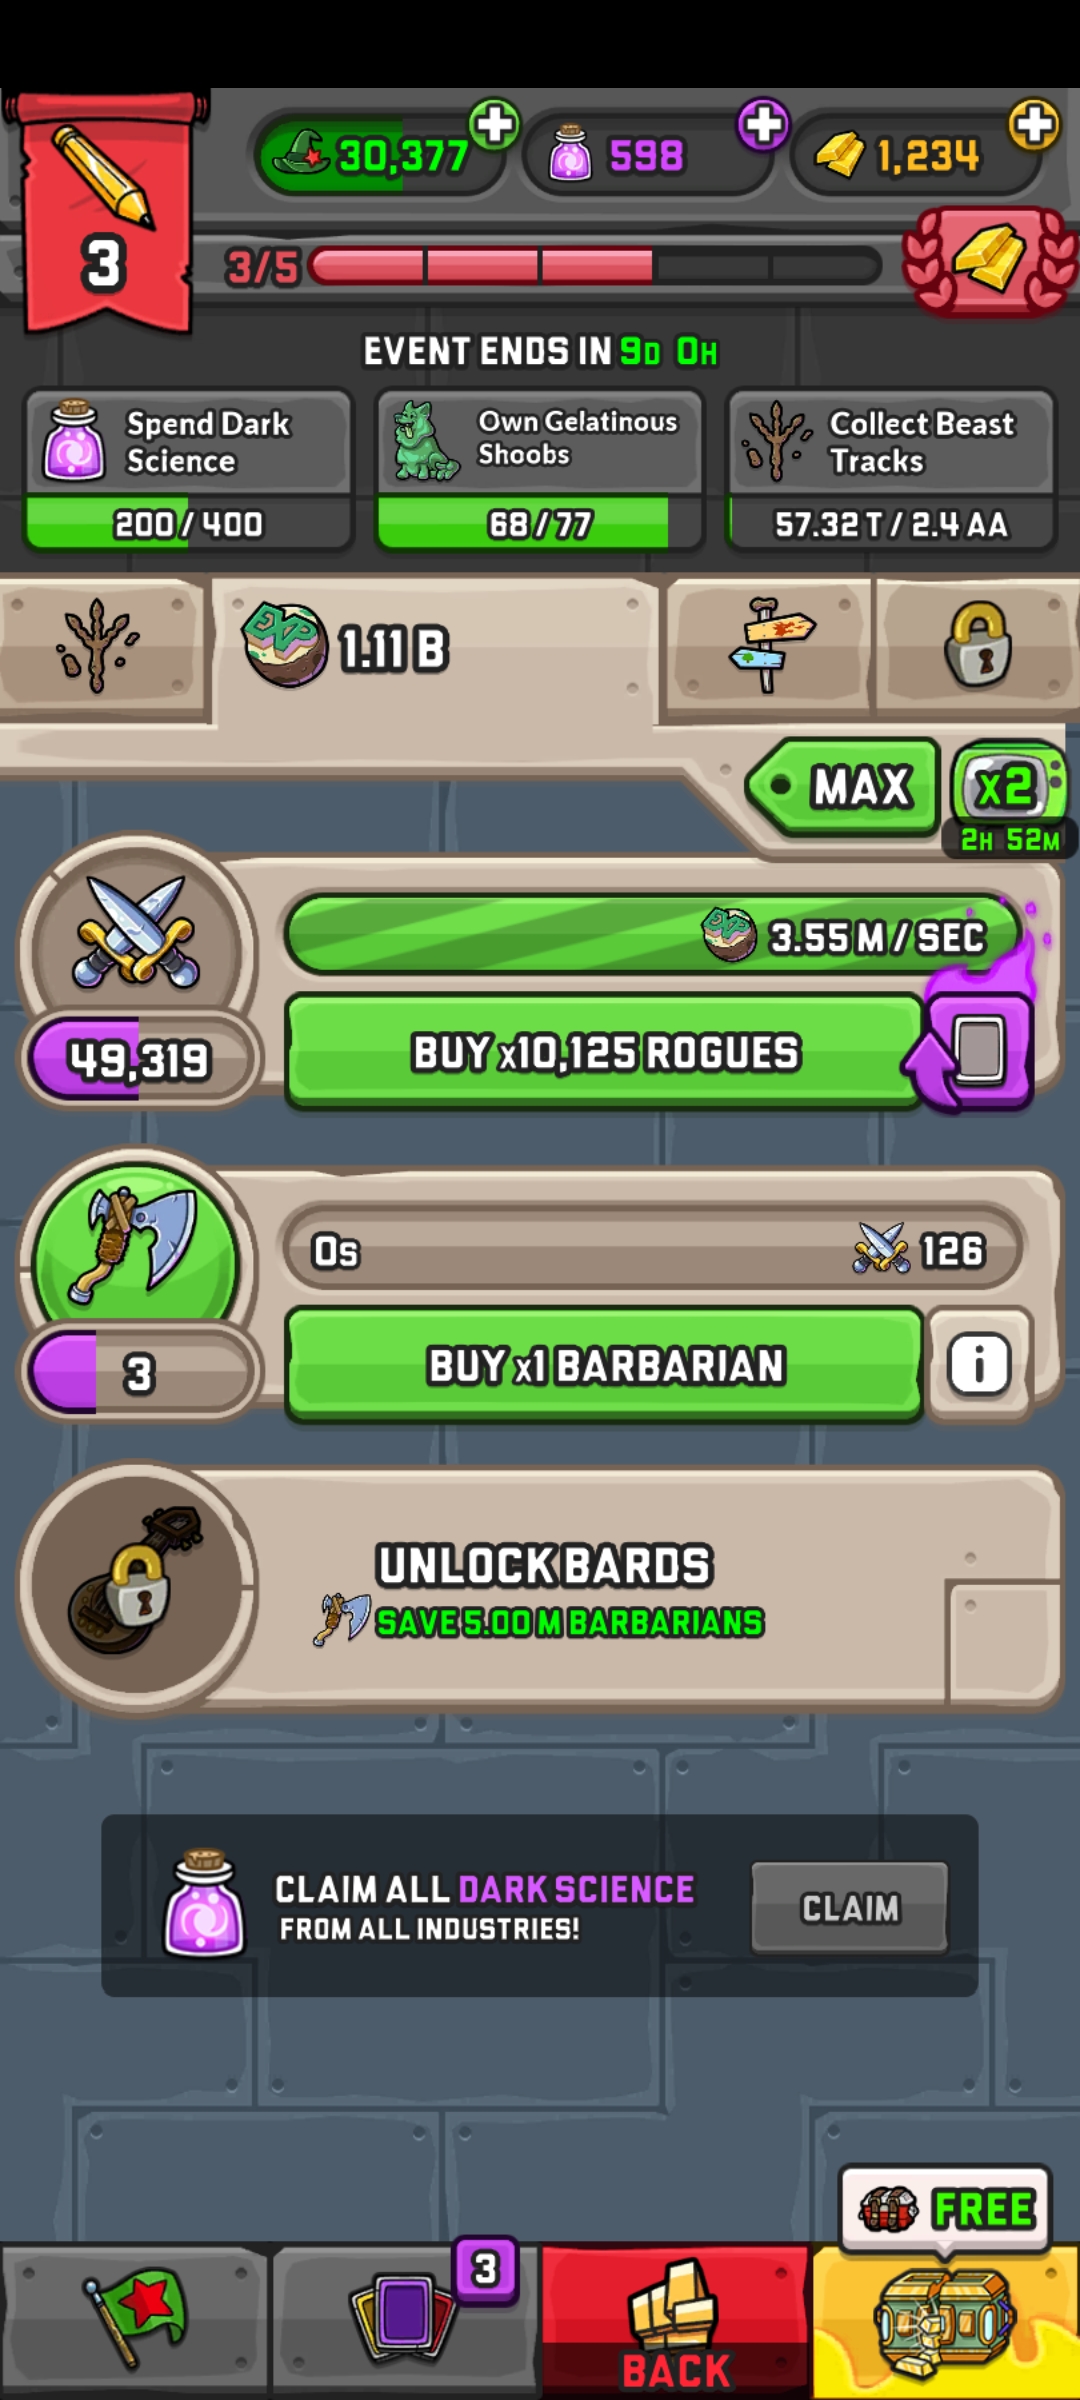 30,377
598
1,234
3
3/5
EVENT ENDS IN 9D 0H
Spend Dark
Science
200 / 400
Own Gelatinous
Shoobs
68 / 77
Collect Beast
Tracks
57.32 T / 2.4 AA
EXP
1.11 B
MAX
x2
2H 52M
EXP
3.55 M / SEC
49,319
BUY x10,125 ROGUES
0s
126
3
BUY x1 BARBARIAN
i
UNLOCK BARDS
SAVE 5.00 M BARBARIANS
CLAIM ALL DARK SCIENCE
FROM ALL INDUSTRIES!
CLAIM
FREE
3
BACK